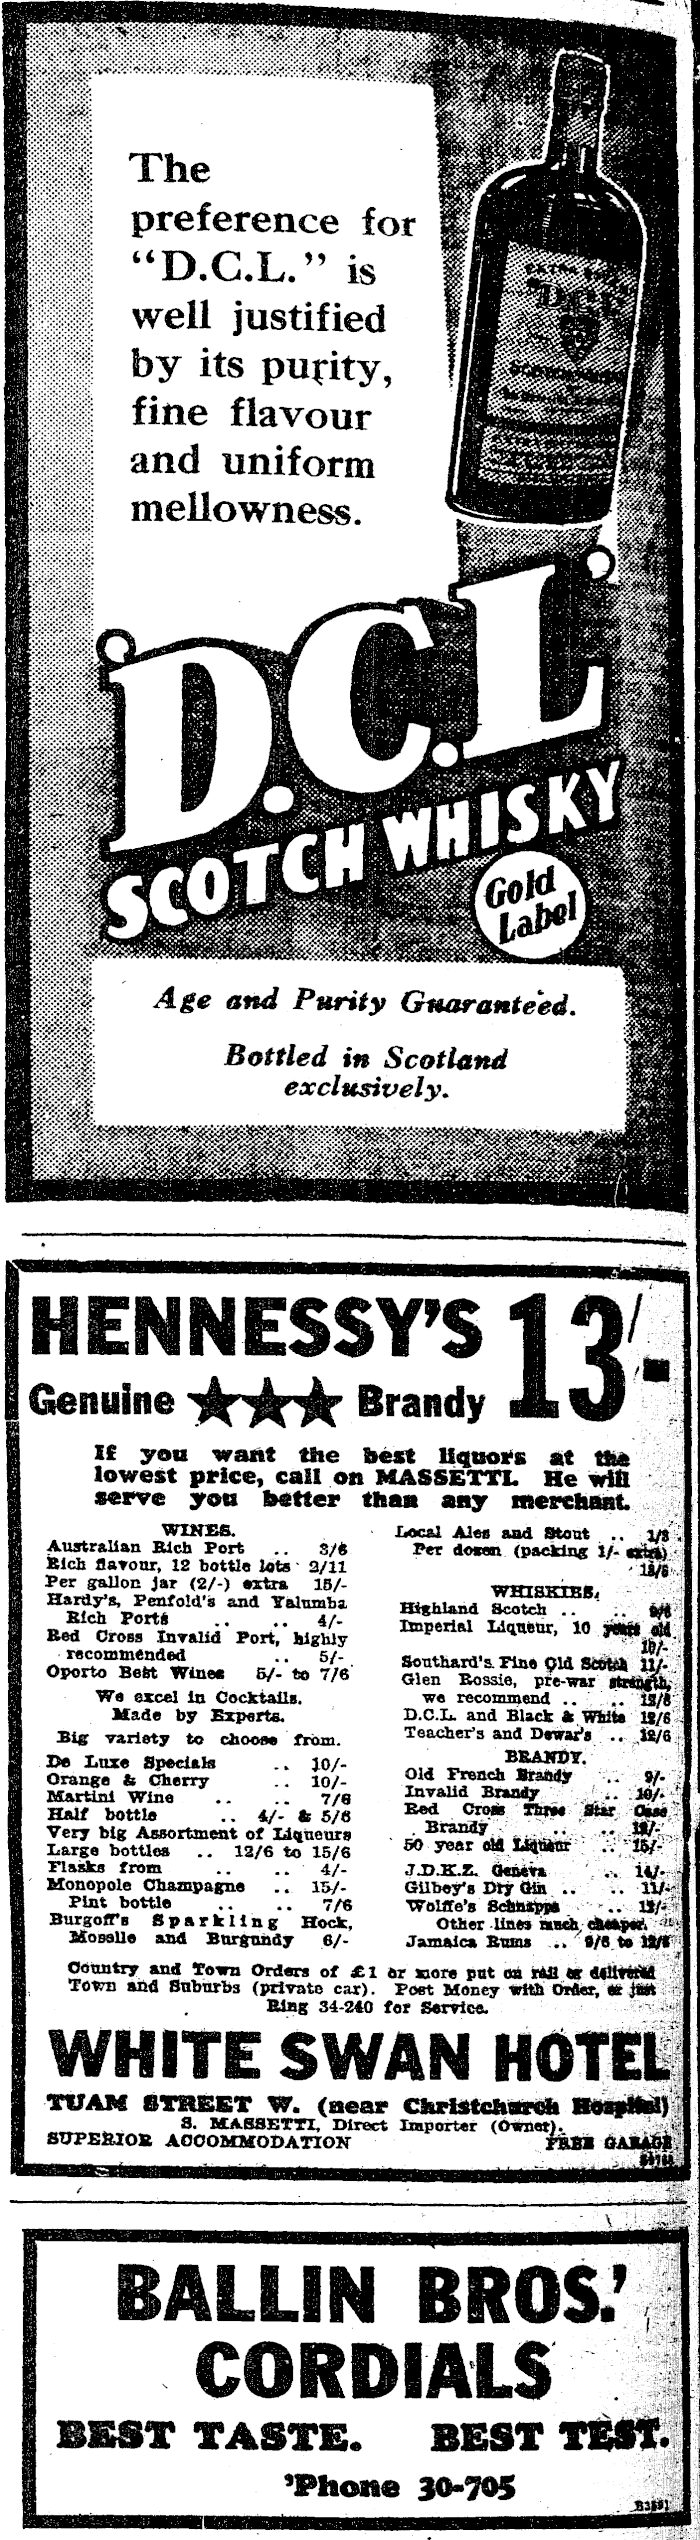 The
preference for
"D.C.L." is
well justified
by its purity,
fine flavour
and uniform
mellowness.
D.C.L.
SCOTCH WHISKY
Gold
Label
Age and Purity Guaranteed.
Bottled in Scotland
exclusively.
HENNESSY'S 13/-
Genuine ★★★ Brandy
If you want the best liquors at the
lowest price, call on MASSETTI. He will
serve you better than any merchant.
WINES.
Australian Rich Port .. 3/6
Rich flavour, 12 bottle lots 2/11
Per gallon jar (2/-) extra 15/-
Hardy's, Penfold's and Yalumba
Rich Ports .. .. 4/-
Red Cross Invalid Port, highly
recommended .. 5/-
Oporto Best Wines 5/- to 7/6
We excel in Cocktails.
Made by Experts.
Big variety to choose from.
De Luxe Specials .. 10/-
Orange & Cherry .. 10/-
Martini Wine .. .. 7/6
Half bottle .. 4/- & 5/6
Very big Assortment of Liqueurs
Large bottles .. 12/6 to 15/6
Flasks from .. .. 4/-
Monopole Champagne .. 15/-
Pint bottle .. .. 7/6
Burgoff's Sparkling Hock,
Moselle and Burgundy 6/-
Local Ales and Stout .. 1/3
Per dozen (packing 1/- extra)
WHISKIES.
Highland Scotch .. ..
Imperial Liqueur, 10 years old
10/-
Southard's Fine Old Scotch 11/-
Glen Rossie, pre-war strength,
we recommend .. ..
D.C.L. and Black & White 12/6
Teacher's and Dewar's .. 12/6
BRANDY.
Old French Brandy .. 9/-
Invalid Brandy .. 10/-
Red Cross Three Star Case
Brandy .. ..
50 year old Liqueur .. 15/-
J.D.K.Z. Geneva .. 14/-
Gilbey's Dry Gin .. .. 11/-
Wolffe's Schnapps ..
Other lines much cheaper.
Jamaica Rums .. 9/6 to
Country and Town Orders of £1 or more put on rail or delivered
Town and Suburbs (private car). Post Money with Order, or just
Ring 34-240 for Service.
WHITE SWAN HOTEL
TUAM STREET W. (near Christchurch Hospital)
S. MASSETTI, Direct Importer (Owner).
SUPERIOR ACCOMMODATION FREE GARAGE
BALLIN BROS.'
CORDIALS
BEST TASTE. BEST TEST.
'Phone 30-705